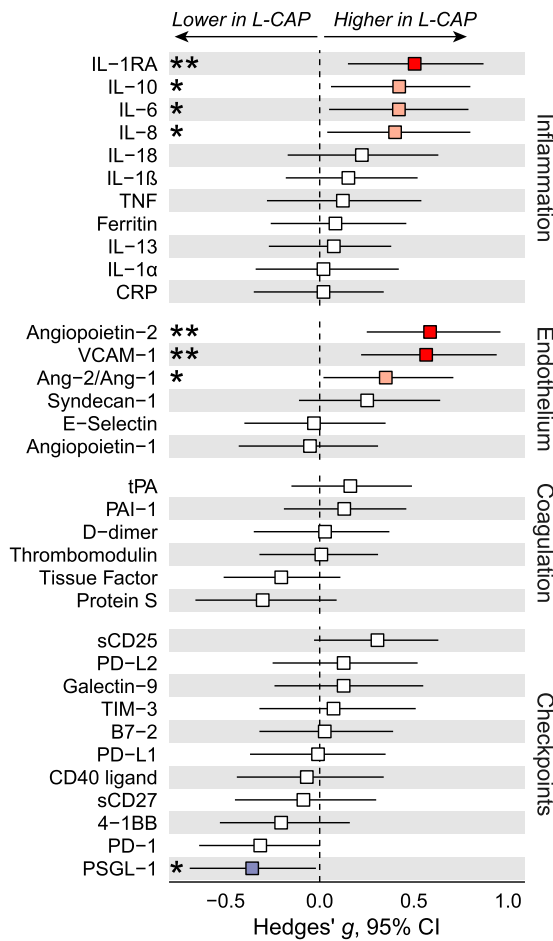 Lower in L-CAP Higher in L-CAP
IL−1RA **
IL−10 *
IL−6 *
IL−8 *
IL−18
IL−1ß
TNF
Ferritin
IL−13
IL−1α
CRP
Inflammation
Angiopoietin−2 **
VCAM−1 **
Ang−2/Ang−1 *
Syndecan−1
E−Selectin
Angiopoietin−1
Endothelium
tPA
PAI−1
D−dimer
Thrombomodulin
Tissue Factor
Protein S
Coagulation
sCD25
PD−L2
Galectin−9
TIM−3
B7−2
PD−L1
CD40 ligand
sCD27
4−1BB
PD−1
PSGL−1 *
Checkpoints
−0.5 0.0 0.5 1.0
Hedges' g, 95% CI